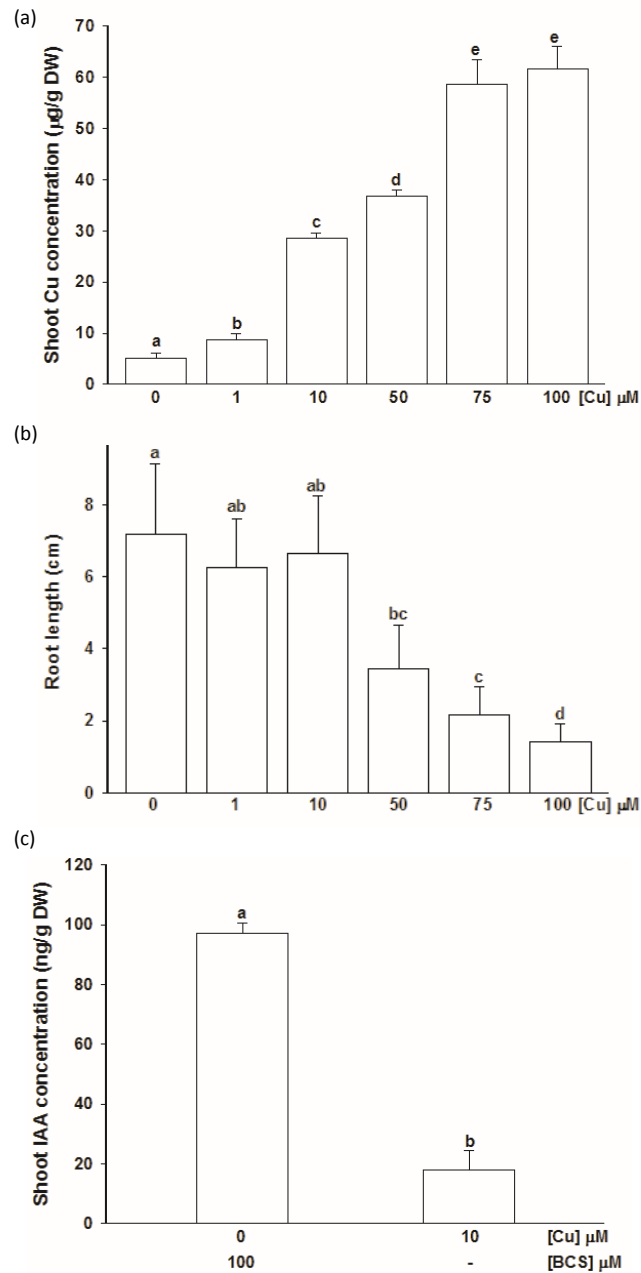 (a)
Shoot Cu concentration (µg/g DW)
70
60
50
40
30
20
10
0
a
b
c
d
e
e
0 1 10 50 75 100 [Cu] µM
(b)
Root length (cm)
8
6
4
2
0
a
ab
ab
bc
c
d
0 1 10 50 75 100 [Cu] µM
(c)
Shoot IAA concentration (ng/g DW)
120
100
80
60
40
20
0
a
b
0 10 [Cu] µM
100 - [BCS] µM